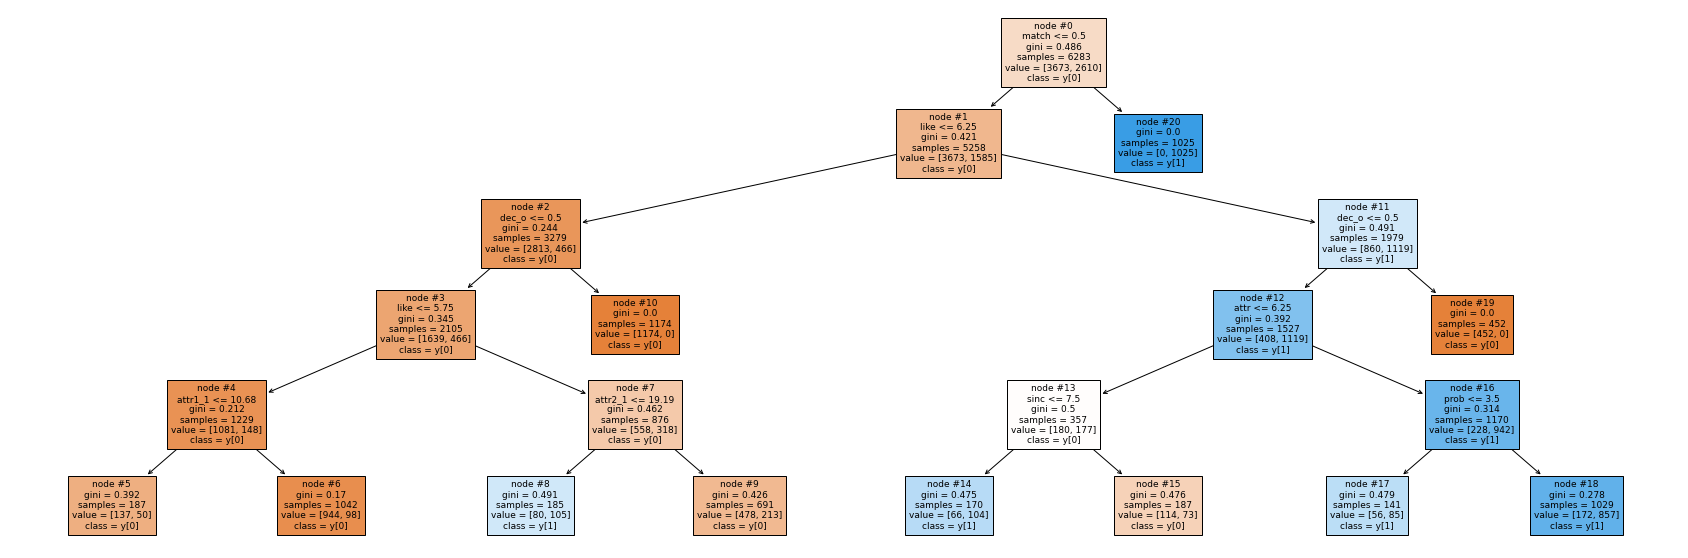 node #0
match <= 0.5
gini = 0.486
samples = 6283
value = [3673, 2610]
class = y[0]
node #1
like <= 6.25
gini = 0.421
samples = 5258
value = [3673, 1585]
class = y[0]
node #20
gini = 0.0
samples = 1025
value = [0, 1025]
class = y[1]
node #2
dec_o <= 0.5
gini = 0.244
samples = 3279
value = [2813, 466]
class = y[0]
node #11
dec_o <= 0.5
gini = 0.491
samples = 1979
value = [860, 1119]
class = y[1]
node #3
like <= 5.75
gini = 0.345
samples = 2105
value = [1639, 466]
class = y[0]
node #10
gini = 0.0
samples = 1174
value = [1174, 0]
class = y[0]
node #12
attr <= 6.25
gini = 0.392
samples = 1527
value = [408, 1119]
class = y[1]
node #19
gini = 0.0
samples = 452
value = [452, 0]
class = y[0]
node #4
attr1_1 <= 10.68
gini = 0.212
samples = 1229
value = [1081, 148]
class = y[0]
node #7
attr2_1 <= 19.19
gini = 0.462
samples = 876
value = [558, 318]
class = y[0]
node #13
sinc <= 7.5
gini = 0.5
samples = 357
value = [180, 177]
class = y[0]
node #16
prob <= 3.5
gini = 0.314
samples = 1170
value = [228, 942]
class = y[1]
node #5
gini = 0.392
samples = 187
value = [137, 50]
class = y[0]
node #6
gini = 0.17
samples = 1042
value = [944, 98]
class = y[0]
node #8
gini = 0.491
samples = 185
value = [80, 105]
class = y[1]
node #9
gini = 0.426
samples = 691
value = [478, 213]
class = y[0]
node #14
gini = 0.475
samples = 170
value = [66, 104]
class = y[1]
node #15
gini = 0.476
samples = 187
value = [114, 73]
class = y[0]
node #17
gini = 0.479
samples = 141
value = [56, 85]
class = y[1]
node #18
gini = 0.278
samples = 1029
value = [172, 857]
class = y[1]